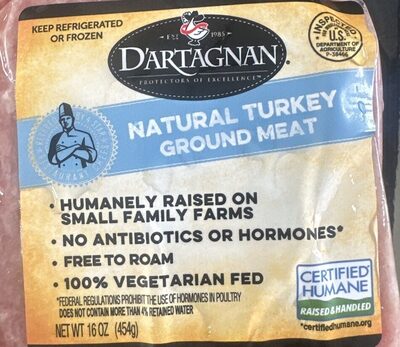 KEEP REFRIGERATED
OR FROZEN
EST 1985
D'ARTAGNAN
PROTECTORS OF EXCELLENCE™
INSPECTED
U.S.
DEPARTMENT OF
AGRICULTURE
NATURAL TURKEY
GROUND MEAT
• HUMANELY RAISED ON
SMALL FAMILY FARMS
• NO ANTIBIOTICS OR HORMONES*
• FREE TO ROAM
• 100% VEGETARIAN FED
*FEDERAL REGULATIONS PROHIBIT THE USE OF HORMONES IN POULTRY
DOES NOT CONTAIN MORE THAN 4% RETAINED WATER
NET WT 16 OZ (454g)
CERTIFIED
HUMANE
RAISED & HANDLED
*certifiedhumane.org